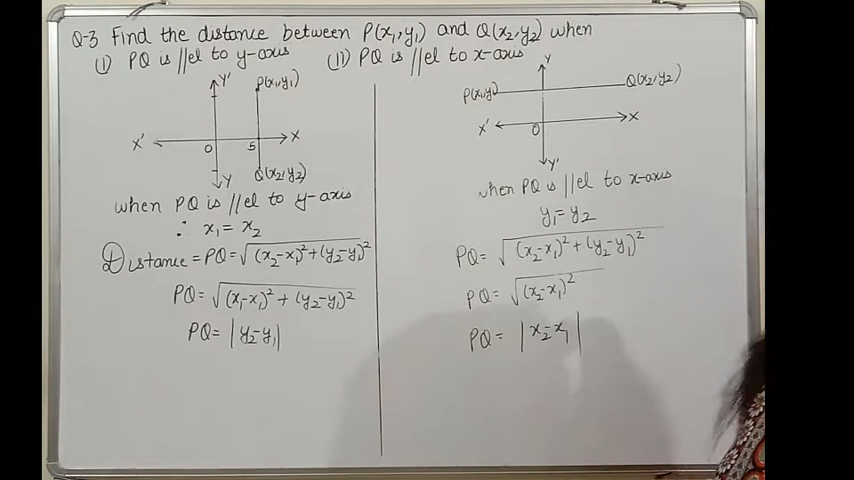 Q-3 Find the distance between P(x₁,y₁) and Q(x₂,y₂) when
(I) PQ is //el to y-axis (II) PQ is //el to x-axis
Y'
P(x₁,y₁)
X' O 5 X
Q(x₂,y₂)
Y
when PQ is //el to y-axis
∴ x₁ = x₂
Distance = PQ = √(x₂-x₁)²+(y₂-y₁)²
PQ = √(x₁-x₁)² + (y₂-y₁)²
PQ = |y₂-y₁|
Y
P(x₁,y₁) Q(x₂,y₂)
X' O X
Y'
when PQ is //el to x-axis
y₁ = y₂
PQ = √(x₂-x₁)²+(y₂-y₁)²
PQ = √(x₂-x₁)²
PQ = |x₂-x₁|